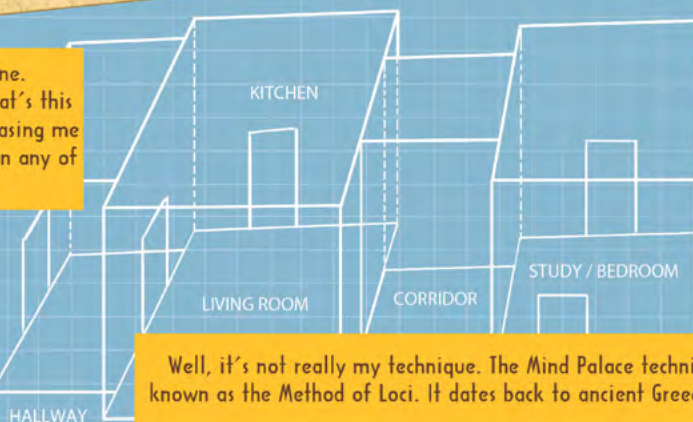 ne.
at's this
asing me
n any of
KITCHEN
LIVING ROOM
CORRIDOR
STUDY / BEDROOM
HALLWAY
Well, it's not really my technique. The Mind Palace techni
known as the Method of Loci. It dates back to ancient Gree